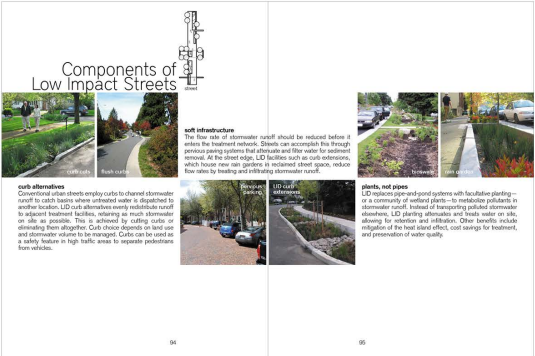 Components of
Low Impact Streets
street
curb cuts
flush curbs
soft infrastructure
The flow rate of stormwater runoff should be reduced before it
enters the transport network. Streets can accomplish this through
pervious paving systems that attenuate and filter water for sediment
removal. At the street edge, LID facilities such as curb extensions,
which house new rain gardens in reclaimed street space, reduce
flow rates by treating and infiltrating stormwater runoff.
bioswale
rain garden
curb alternatives
Conventional urban streets employ curbs to channel stormwater
runoff to catch basins where untreated water is dispatched to
another location. LID curb alternatives evenly redistribute runoff
to adjacent treatment facilities, retaining as much stormwater
on site as possible. This is achieved by cutting curbs or
eliminating them altogether. Curb choice depends on land use
and stormwater volume to be managed. Curbs can be used as
a safety feature in high traffic areas to separate pedestrians
from vehicles.
pervious
parking
LID curb
extensions
plants, not pipes
LID replaces pipe-and-pond systems with facultative planting—
or a community of wetland plants—to metabolize pollutants in
stormwater runoff. Instead of transporting polluted stormwater
elsewhere, LID planting attenuates and treats water on site,
allowing for retention and infiltration. Other benefits include
mitigation of the heat island effect, cost savings for treatment,
and preservation of water quality.
94
95